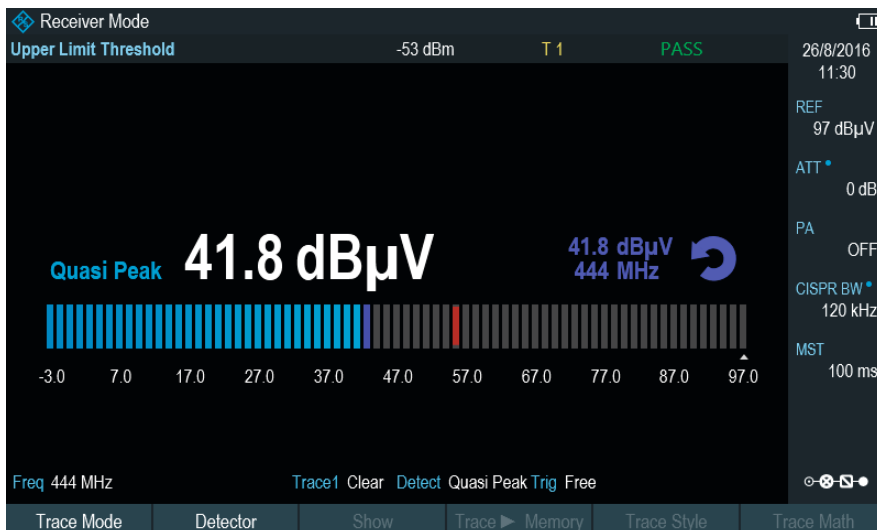 Receiver Mode
Upper Limit Threshold -53 dBm T 1 PASS
26/8/2016
11:30
REF
97 dBµV
ATT
0 dB
PA
OFF
CISPR BW
120 kHz
MST
100 ms
Quasi Peak 41.8 dBµV
41.8 dBµV
444 MHz
-3.0 7.0 17.0 27.0 37.0 47.0 57.0 67.0 77.0 87.0 97.0
Freq 444 MHz Trace1 Clear Detect Quasi Peak Trig Free
Trace Mode Detector Show Trace ► Memory Trace Style Trace Math